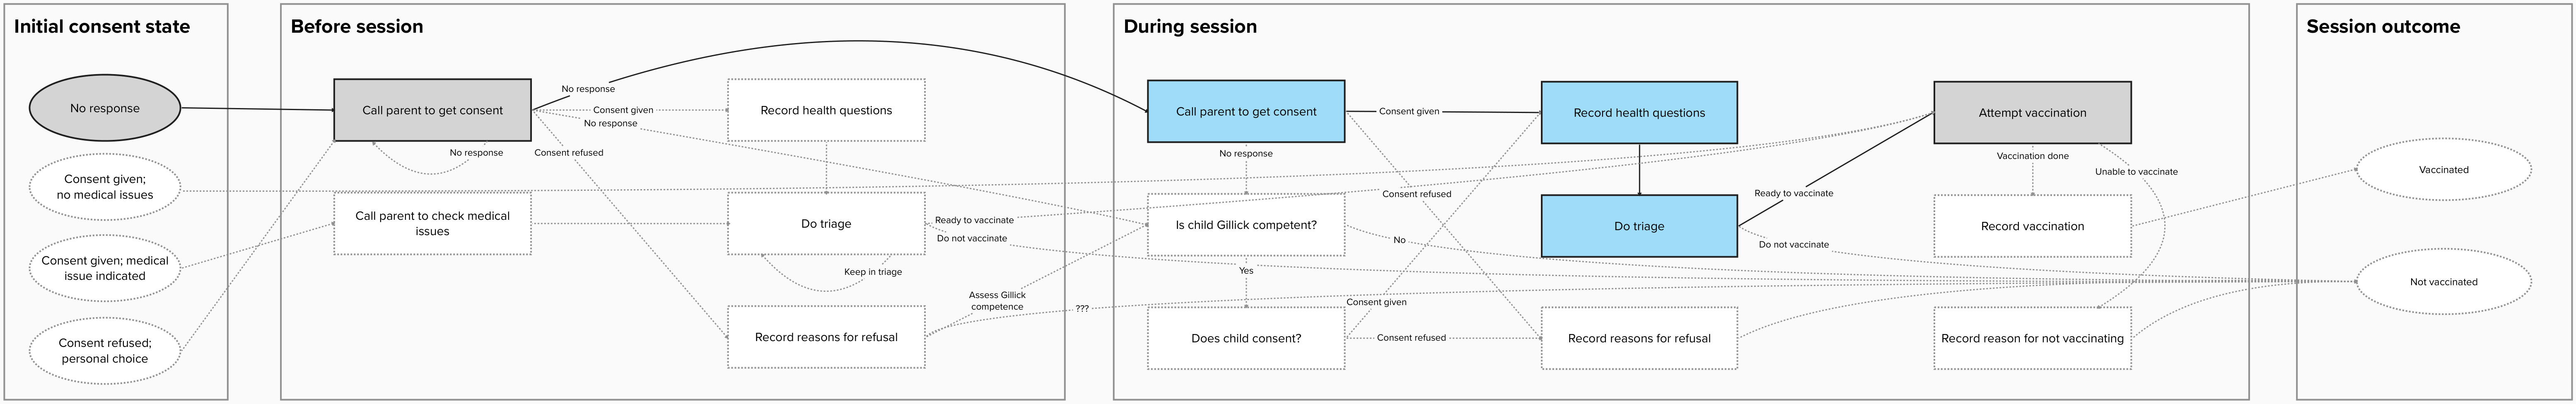 Initial consent state
No response
Consent given;
no medical issues
Consent given; medical
issue indicated
Consent refused;
personal choice
Before session
Call parent to get consent
No response
Consent given
No response
No response
Consent refused
Record health questions
Call parent to check medical
issues
Do triage
Ready to vaccinate
Do not vaccinate
Keep in triage
Assess Gillick
competence
Record reasons for refusal
???
During session
Call parent to get consent
Consent given
No response
Consent refused
Is child Gillick competent?
No
Yes
Consent given
Does child consent?
Consent refused
Record health questions
Do triage
Ready to vaccinate
Do not vaccinate
Record reasons for refusal
Attempt vaccination
Vaccination done
Unable to vaccinate
Record vaccination
Record reason for not vaccinating
Session outcome
Vaccinated
Not vaccinated